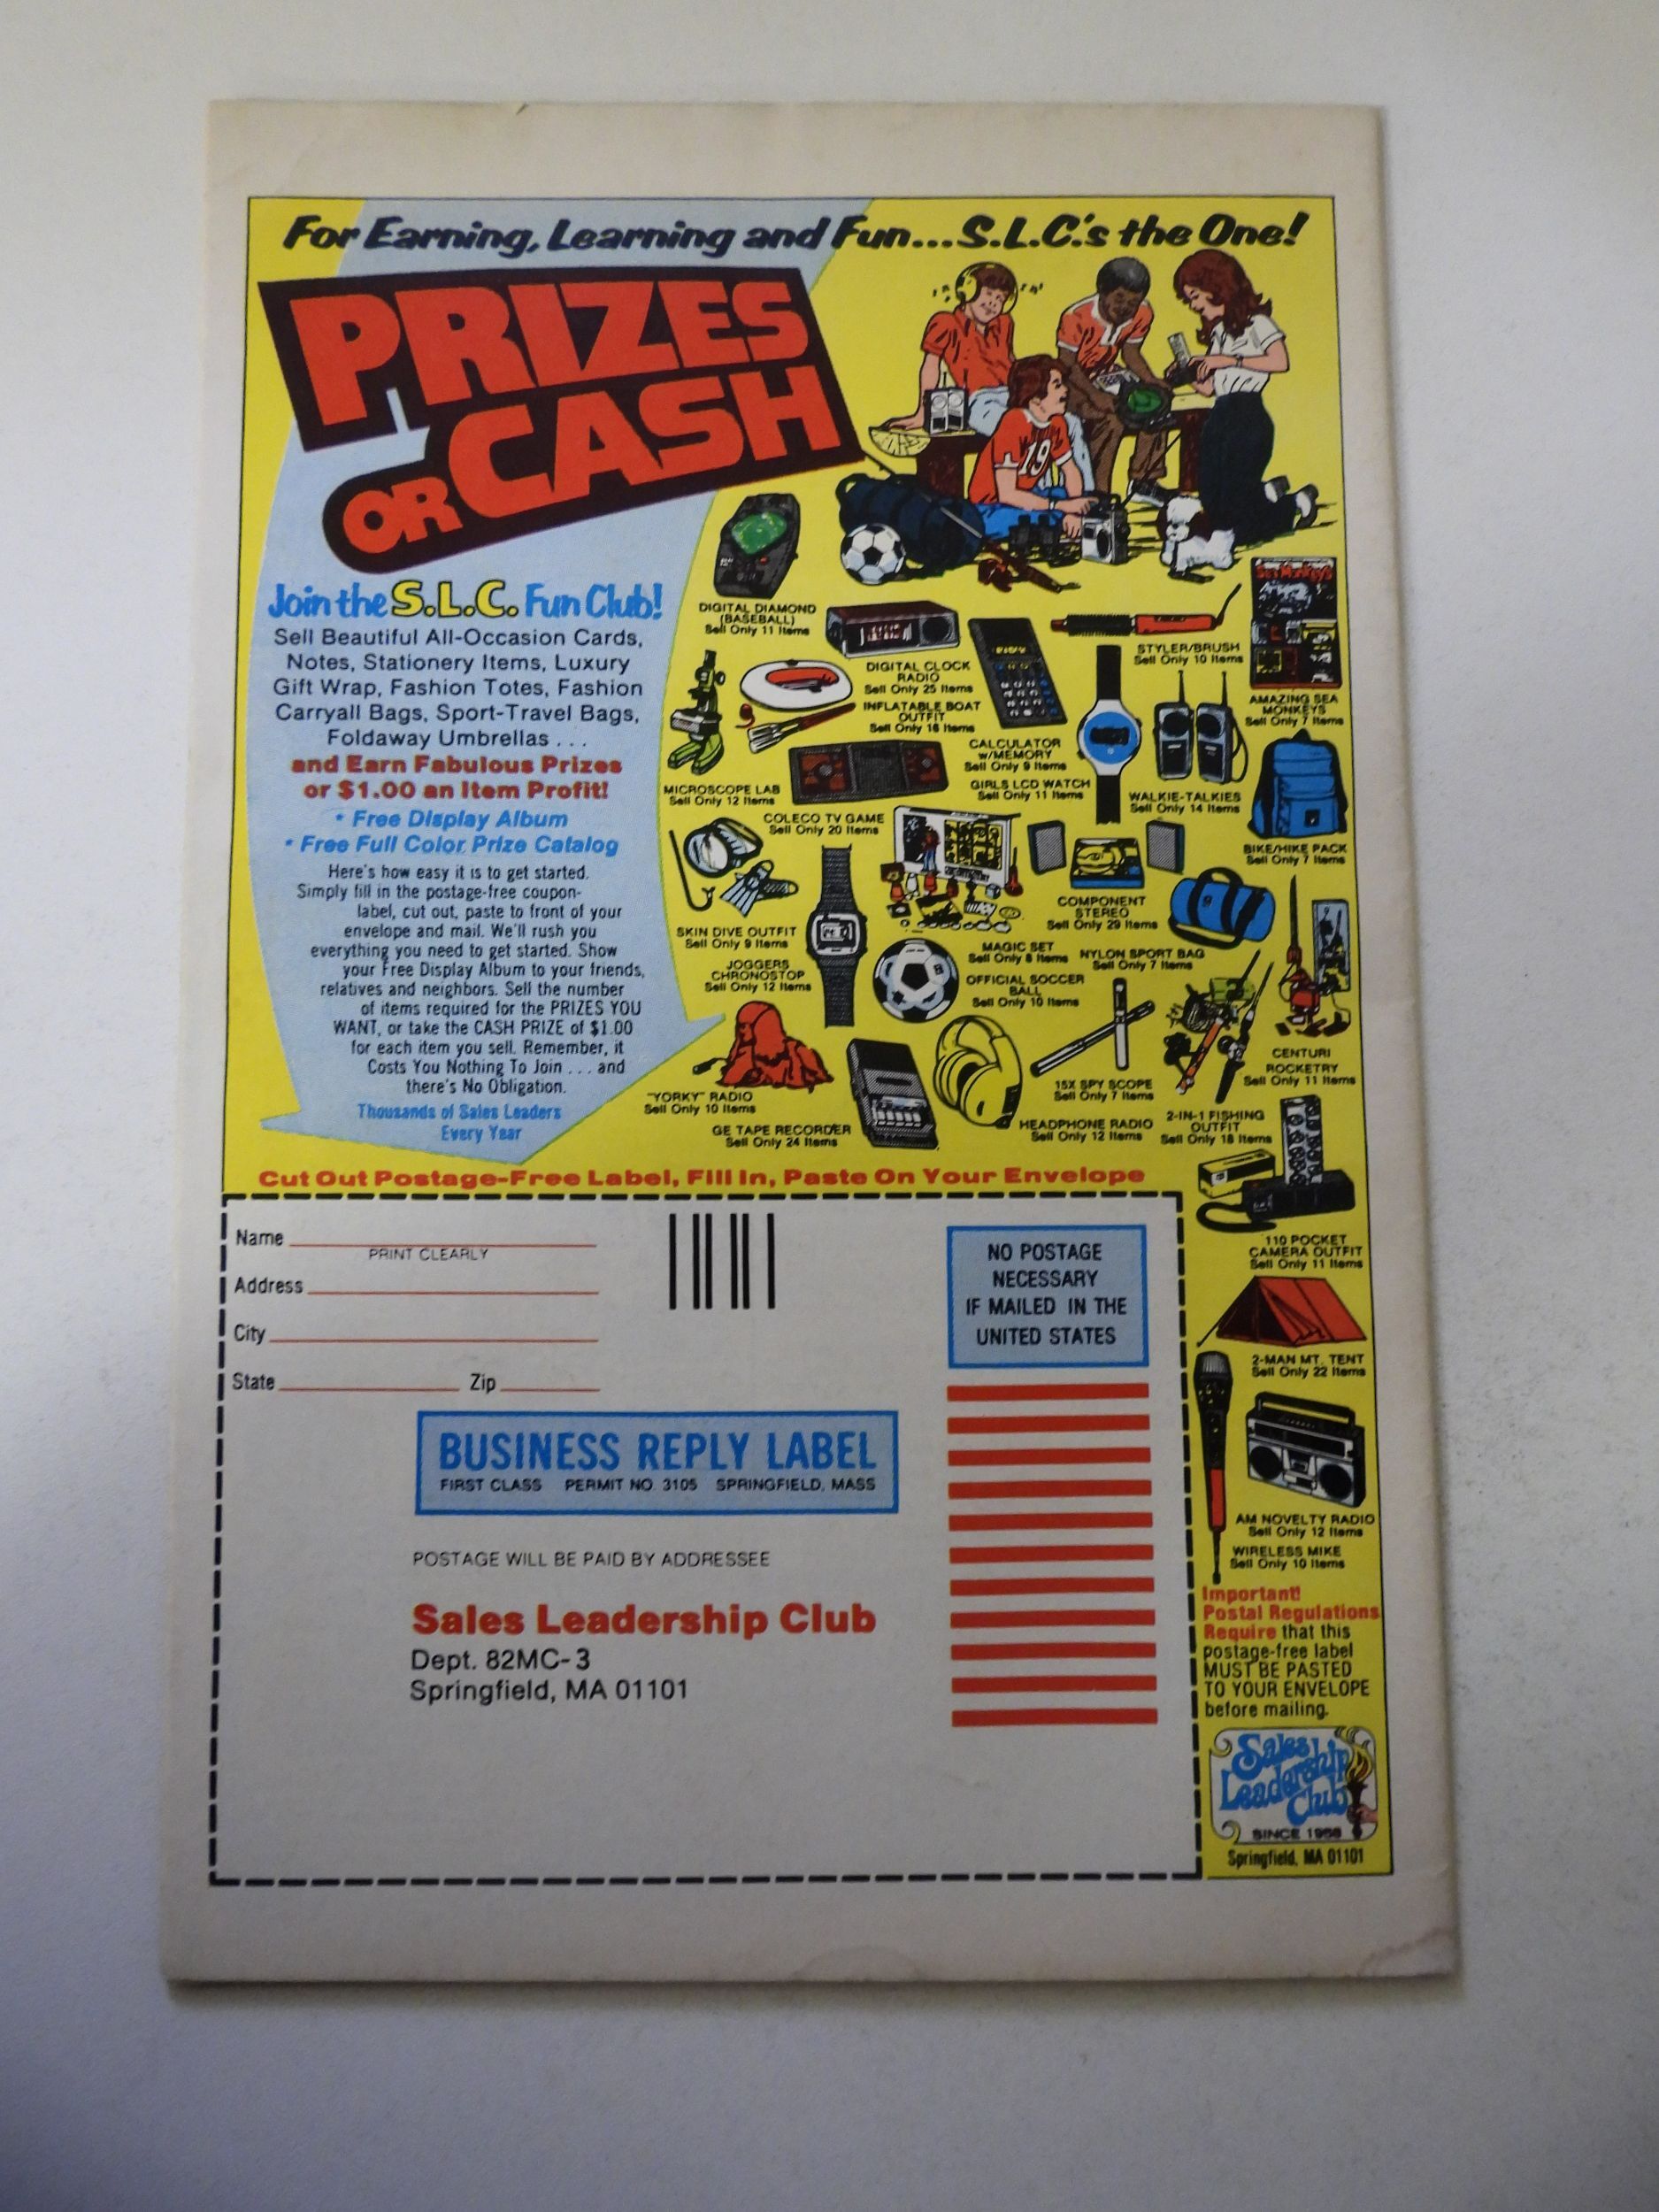 For Earning, Learning and Fun...S.L.C.'s the One!
PRIZES
OR CASH
Join the S.L.C. Fun Club!
Sell Beautiful All-Occasion Cards,
Notes, Stationery Items, Luxury
Gift Wrap, Fashion Totes, Fashion
Carryall Bags, Sport-Travel Bags,
Foldaway Umbrellas . . .
and Earn Fabulous Prizes
or $1.00 an Item Profit!
• Free Display Album
• Free Full Color Prize Catalog
Here's how easy it is to get started.
Simply fill in the postage-free coupon-
label, cut out, paste to front of your
envelope and mail. We'll rush you
everything you need to get started. Show
your Free Display Album to your friends,
relatives and neighbors. Sell the number
of items required for the PRIZES YOU
WANT, or take the CASH PRIZE of $1.00
for each item you sell. Remember, it
Costs You Nothing To Join . . . and
there's No Obligation.
Thousands of Sales Leaders
Every Year
19
DIGITAL DIAMOND
(BASEBALL)
Sell Only 11 Items
DIGITAL CLOCK
RADIO
Sell Only 25 Items
STYLER/BRUSH
Sell Only 10 Items
Sea Monkeys
AMAZING SEA
MONKEYS
Sell Only 7 Items
INFLATABLE BOAT
OUTFIT
Sell Only 16 Items
CALCULATOR
w/MEMORY
Sell Only 9 Items
MICROSCOPE LAB
Sell Only 12 Items
GIRLS LCD WATCH
Sell Only 11 Items
WALKIE-TALKIES
Sell Only 14 Items
COLECO TV GAME
Sell Only 20 Items
BIKE/HIKE PACK
Sell Only 7 Items
COMPONENT
STEREO
Sell Only 29 Items
SKIN DIVE OUTFIT
Sell Only 9 Items
MAGIC SET
Sell Only 8 Items
NYLON SPORT BAG
Sell Only 7 Items
JOGGERS
CHRONOSTOP
Sell Only 12 Items
OFFICIAL SOCCER
BALL
Sell Only 10 Items
CENTURI
ROCKETRY
Sell Only 11 Items
"YORKY" RADIO
Sell Only 10 Items
15X SPY SCOPE
Sell Only 7 Items
GE TAPE RECORDER
Sell Only 24 Items
HEADPHONE RADIO
Sell Only 12 Items
2-IN-1 FISHING
OUTFIT
Sell Only 18 Items
110 POCKET
CAMERA OUTFIT
Sell Only 11 Items
2-MAN MT. TENT
Sell Only 22 Items
AM NOVELTY RADIO
Sell Only 12 Items
WIRELESS MIKE
Sell Only 10 Items
Important!
Postal Regulations
Require that this
postage-free label
MUST BE PASTED
TO YOUR ENVELOPE
before mailing.
Sales
Leadership
Club
SINCE 1958
Springfield, MA 01101
Cut Out Postage-Free Label, Fill In, Paste On Your Envelope
Name
PRINT CLEARLY
Address
City
State Zip
NO POSTAGE
NECESSARY
IF MAILED IN THE
UNITED STATES
BUSINESS REPLY LABEL
FIRST CLASS PERMIT NO. 3105 SPRINGFIELD, MASS
POSTAGE WILL BE PAID BY ADDRESSEE
Sales Leadership Club
Dept. 82MC-3
Springfield, MA 01101